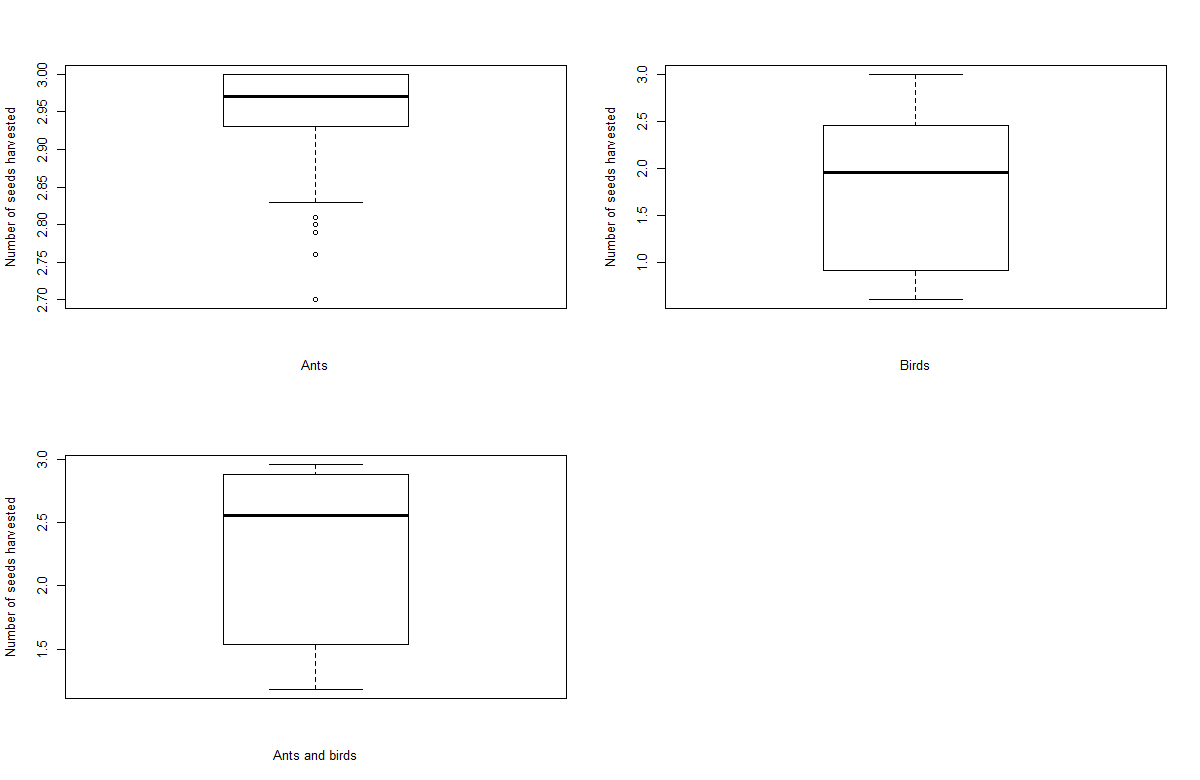 Number of seeds harvested
3.00
2.95
2.90
2.85
2.80
2.75
2.70
Ants
Number of seeds harvested
3.0
2.5
2.0
1.5
1.0
Birds
Number of seeds harvested
3.0
2.5
2.0
1.5
Ants and birds